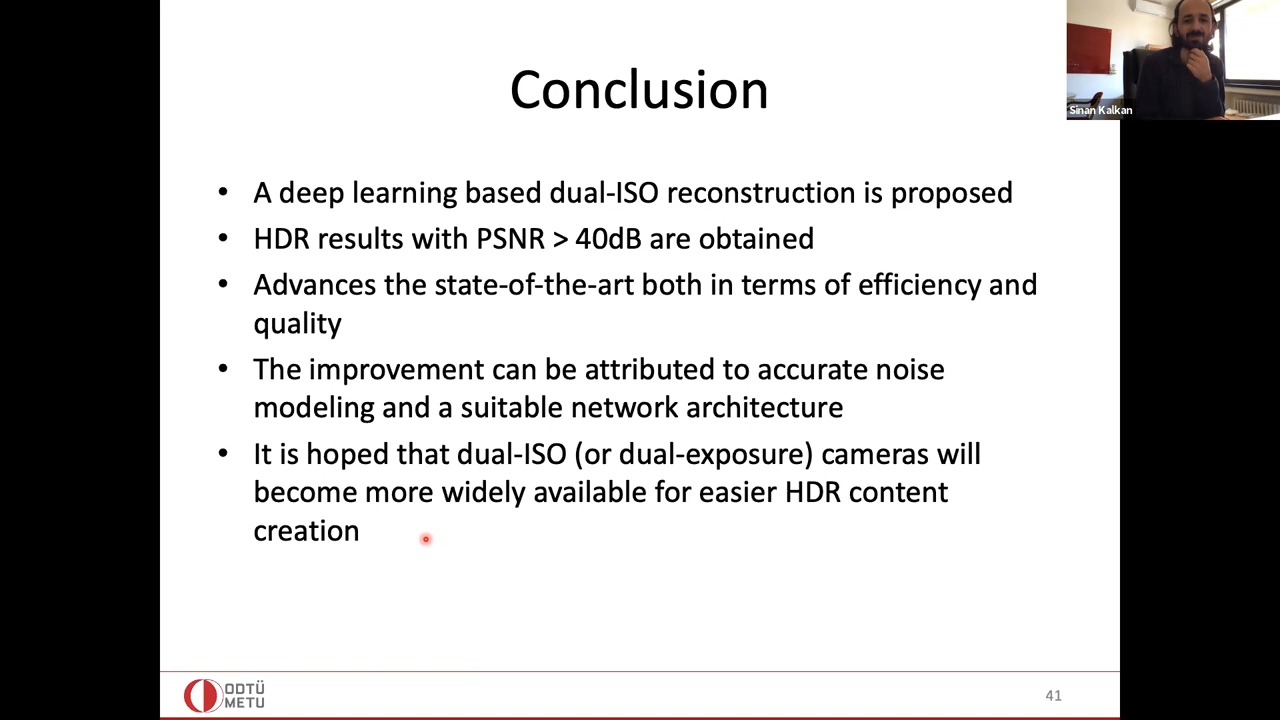 Conclusion
Sinan Kalkan
• A deep learning based dual-ISO reconstruction is proposed
• HDR results with PSNR > 40dB are obtained
• Advances the state-of-the-art both in terms of efficiency and
quality
• The improvement can be attributed to accurate noise
modeling and a suitable network architecture
• It is hoped that dual-ISO (or dual-exposure) cameras will
become more widely available for easier HDR content
creation
ODTÜ
METU
41